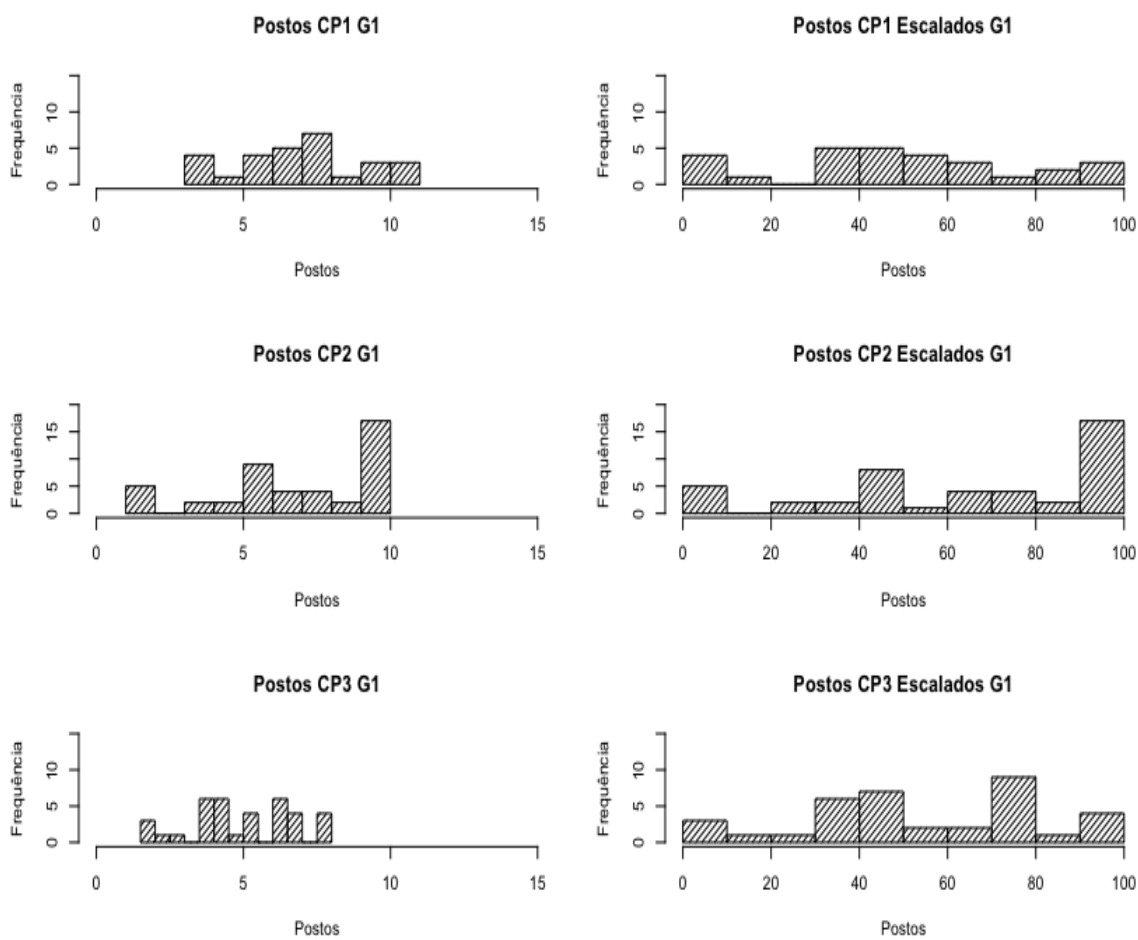 Postos CP1 G1
Frequência
0 5 10
0 5 10 15
Postos
Postos CP1 Escalados G1
Frequência
0 5 10
0 20 40 60 80 100
Postos
Postos CP2 G1
Frequência
0 5 15
0 5 10 15
Postos
Postos CP2 Escalados G1
Frequência
0 5 15
0 20 40 60 80 100
Postos
Postos CP3 G1
Frequência
0 5 10
0 5 10 15
Postos
Postos CP3 Escalados G1
Frequência
0 5 10
0 20 40 60 80 100
Postos